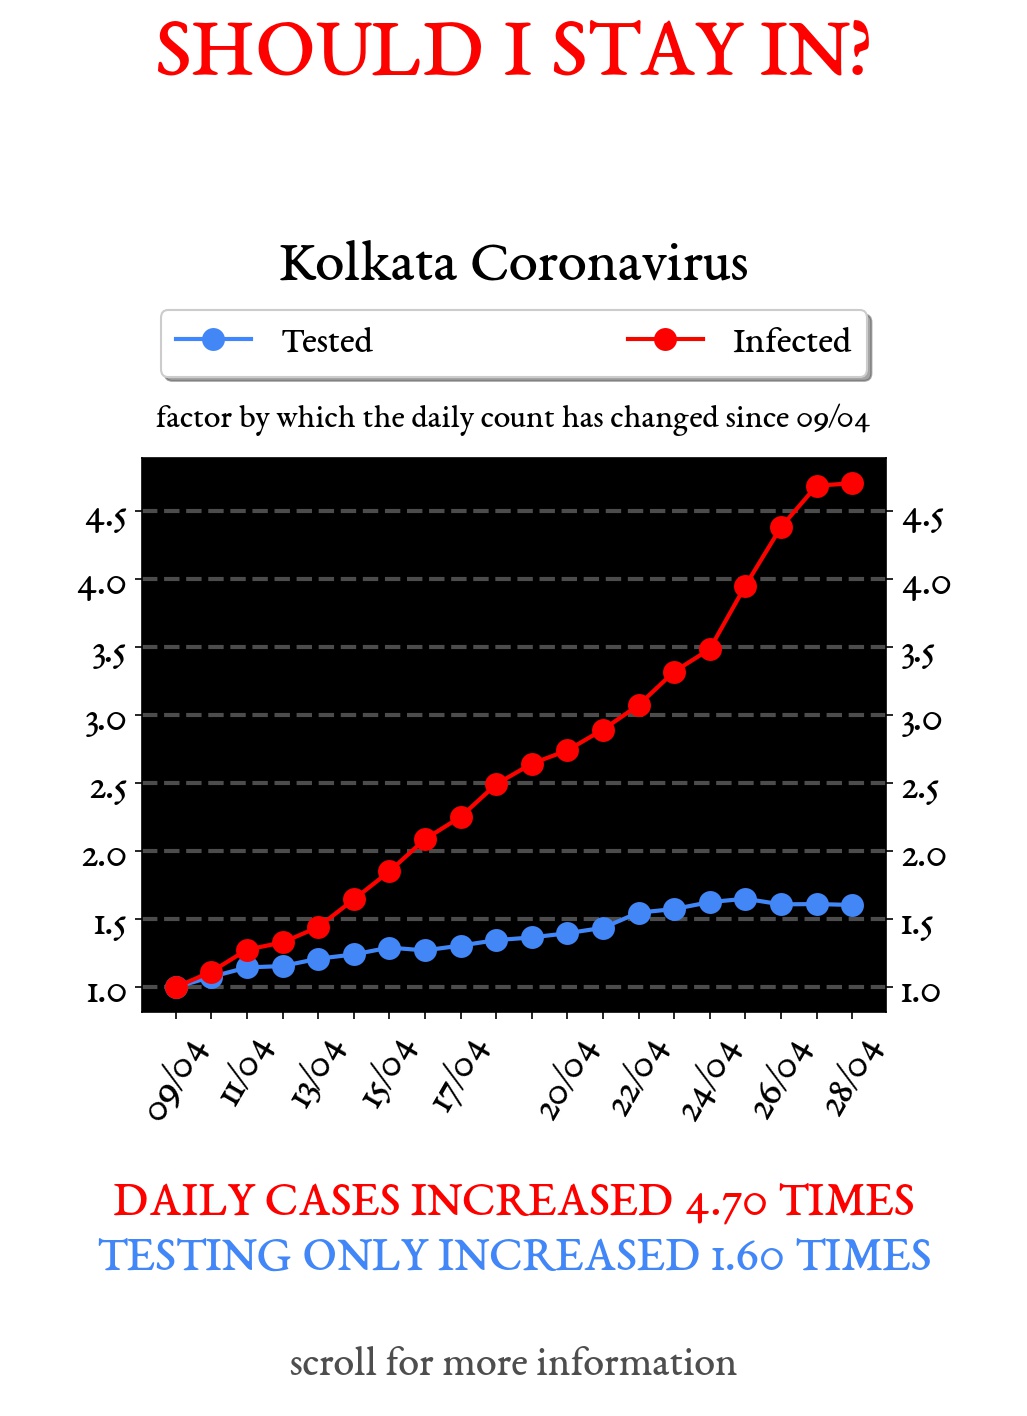 SHOULD I STAY IN?
Kolkata Coronavirus
Tested Infected
factor by which the daily count has changed since 09/04
4.5 4.5
4.0 4.0
3.5 3.5
3.0 3.0
2.5 2.5
2.0 2.0
1.5 1.5
1.0 1.0
09/04 11/04 13/04 15/04 17/04 20/04 22/04 24/04 26/04 28/04
DAILY CASES INCREASED 4.70 TIMES
TESTING ONLY INCREASED 1.60 TIMES
scroll for more information